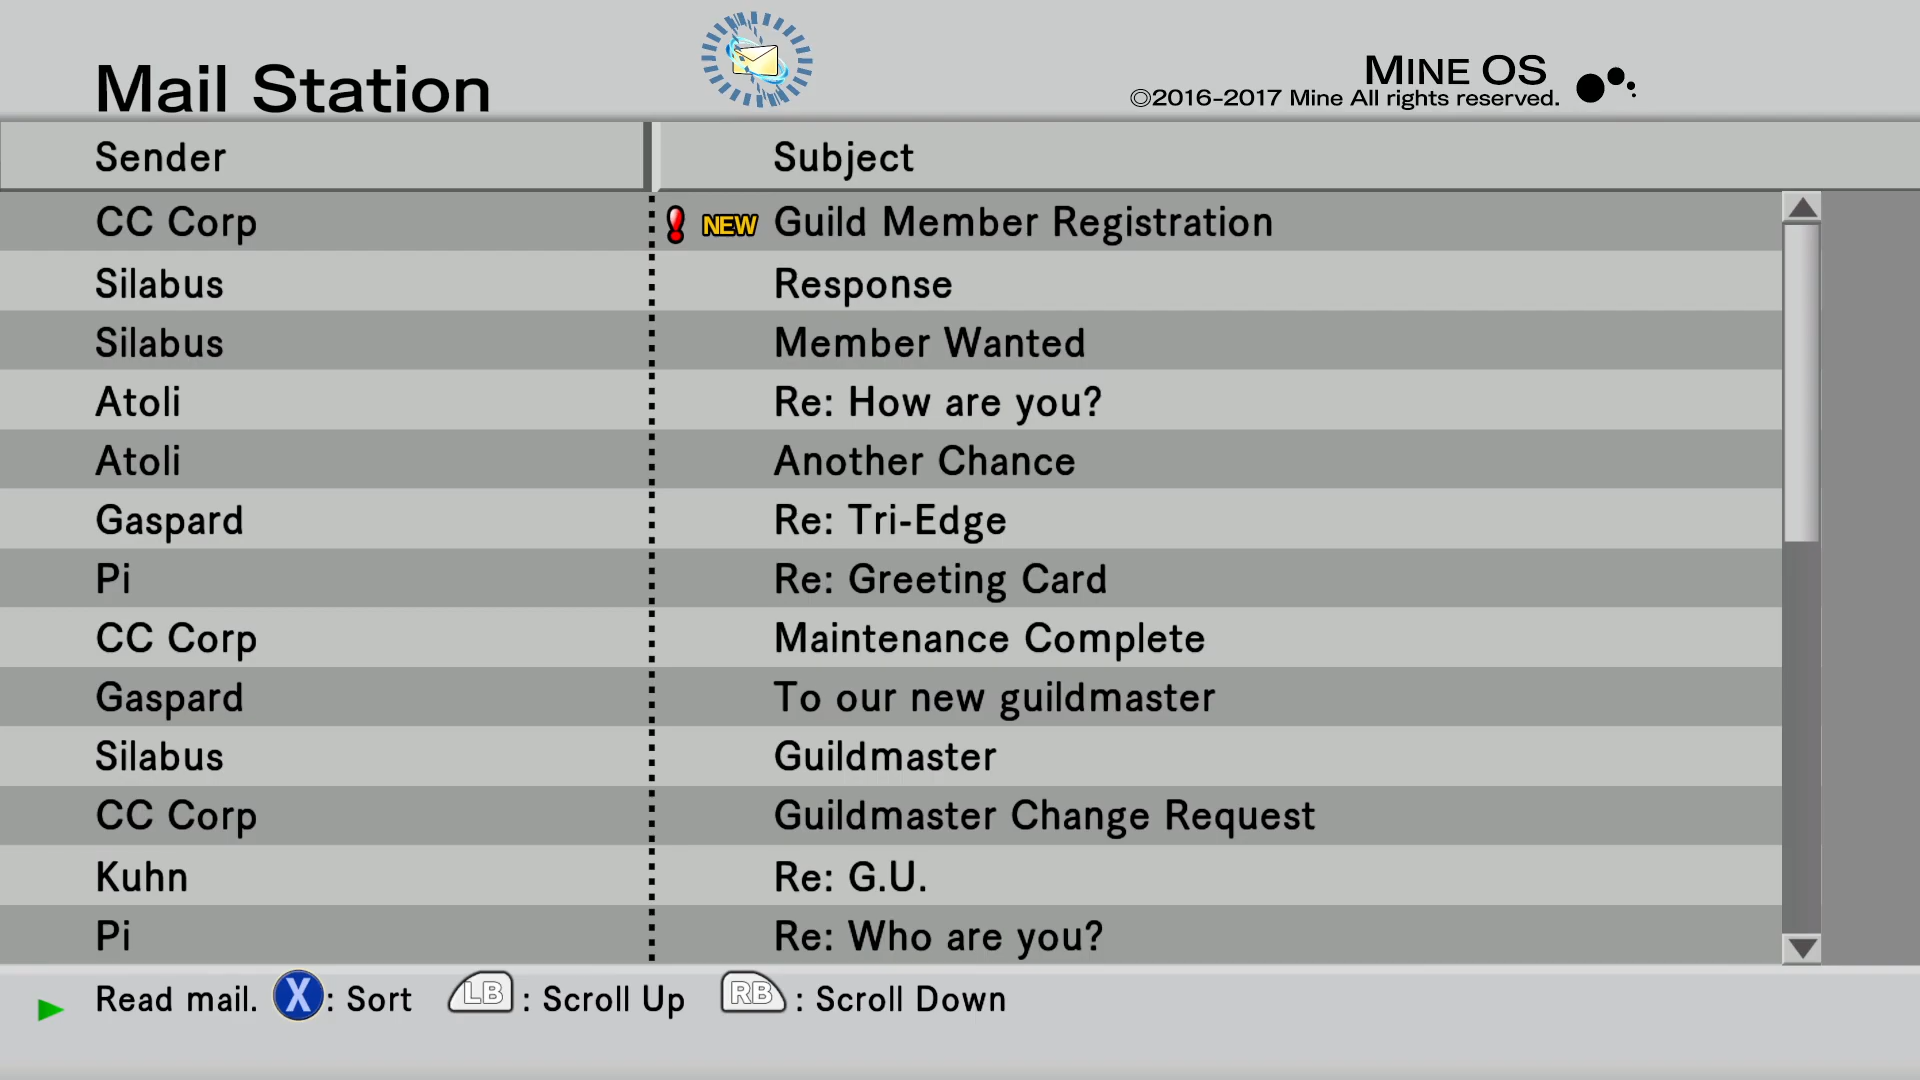 Mail Station
MINE OS
©2016-2017 Mine All rights reserved.
Sender Subject
CC Corp NEW Guild Member Registration
Silabus Response
Silabus Member Wanted
Atoli Re: How are you?
Atoli Another Chance
Gaspard Re: Tri-Edge
Pi Re: Greeting Card
CC Corp Maintenance Complete
Gaspard To our new guildmaster
Silabus Guildmaster
CC Corp Guildmaster Change Request
Kuhn Re: G.U.
Pi Re: Who are you?
Read mail. X: Sort LB: Scroll Up RB: Scroll Down